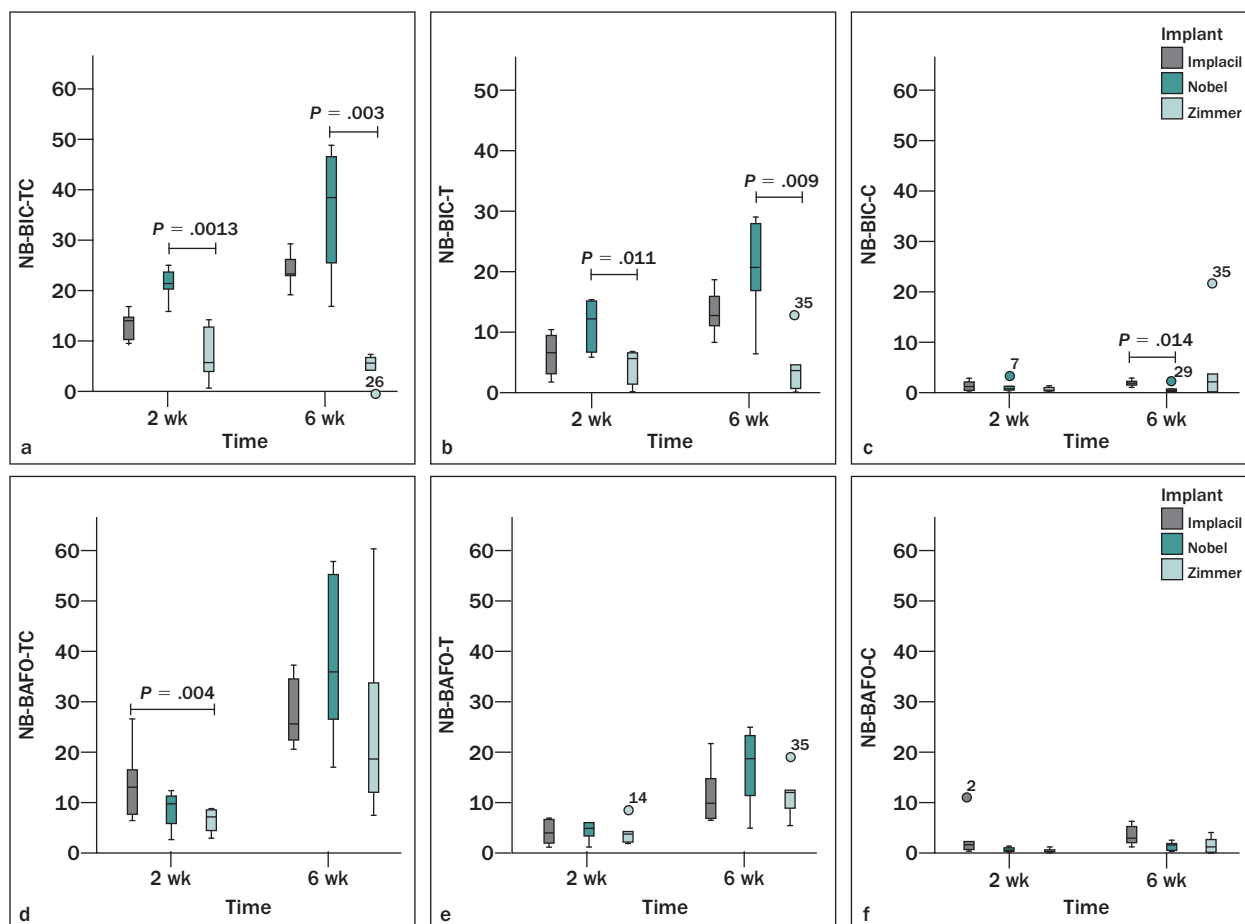 NB-BIC-TC
60
50
40
30
20
10
0
P = .0013
P = .003
26
2 wk
6 wk
Time
a
NB-BIC-T
50
40
30
20
10
0
P = .011
P = .009
35
2 wk
6 wk
Time
b
NB-BIC-C
60
50
40
30
20
10
0
Implant
Implacil
Nobel
Zimmer
7
P = .014
29
35
2 wk
6 wk
Time
c
NB-BAFO-TC
60
50
40
30
20
10
0
P = .004
2 wk
6 wk
Time
d
NB-BAFO-T
60
50
40
30
20
10
0
14
35
2 wk
6 wk
Time
e
NB-BAFO-C
60
50
40
30
20
10
0
Implant
Implacil
Nobel
Zimmer
2
2 wk
6 wk
Time
f